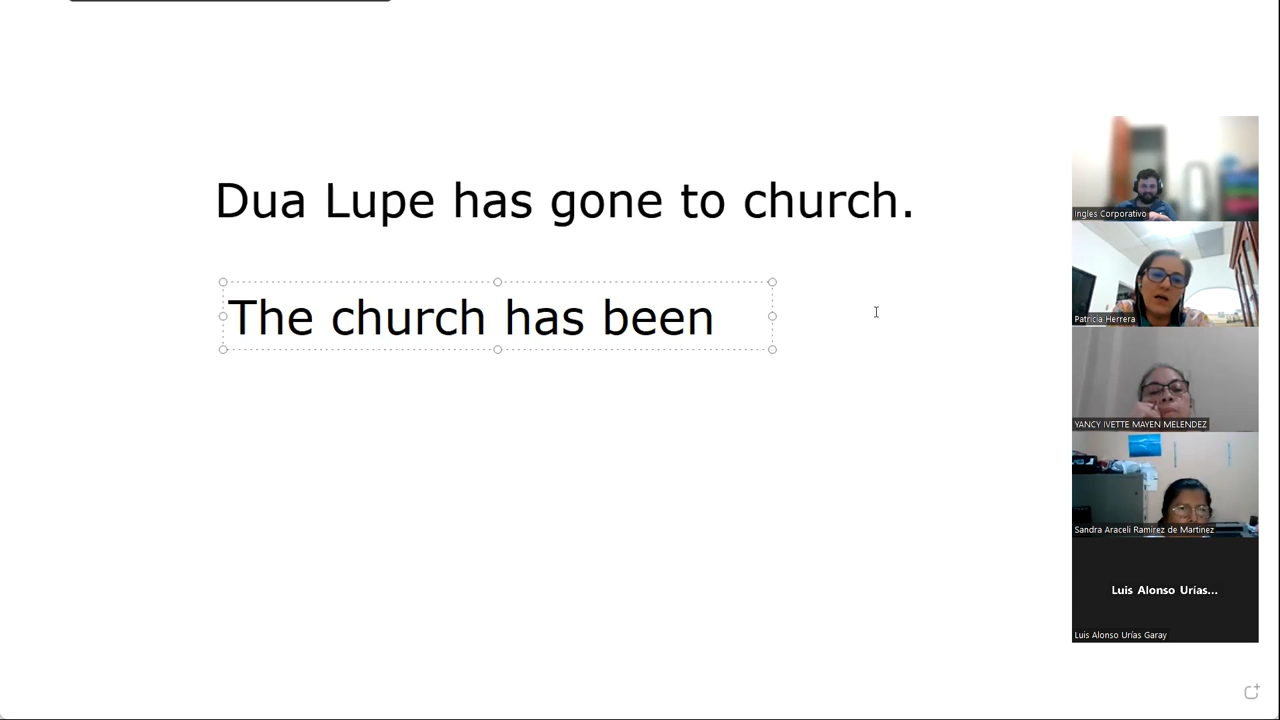 Dua Lupe has gone to church.
The church has been
Ingles Corporativo
Patricia Herrera
YANCY IVETTE MAYEN MELENDEZ
Sandra Araceli Ramirez de Martinez
Luis Alonso Urías...
Luis Alonso Urías Garay